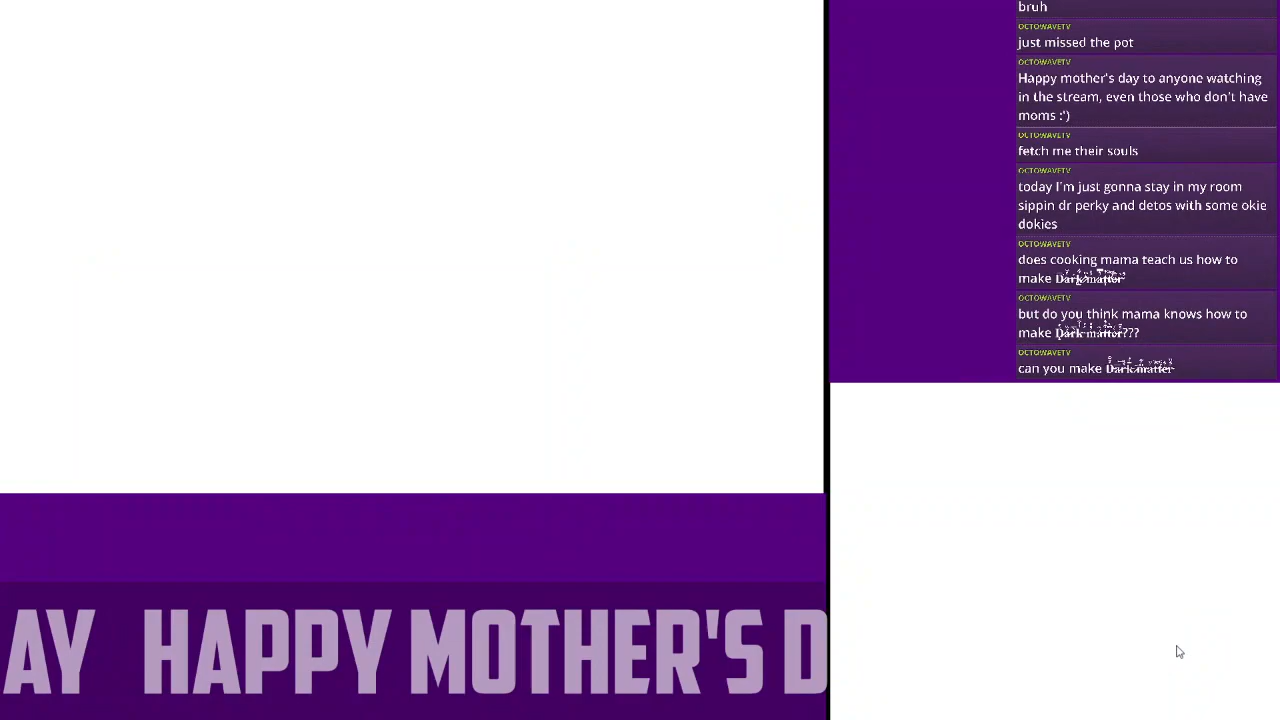 bruh
OCTOWAVETV
just missed the pot
OCTOWAVETV
Happy mother's day to anyone watching
in the stream, even those who don't have
moms :')
OCTOWAVETV
fetch me their souls
OCTOWAVETV
today I'm just gonna stay in my room
sippin dr perky and detos with some okie
dokies
OCTOWAVETV
does cooking mama teach us how to
make Dark matter
OCTOWAVETV
but do you think mama knows how to
make Dark matter???
OCTOWAVETV
can you make Dark matter
AY HAPPY MOTHER'S D